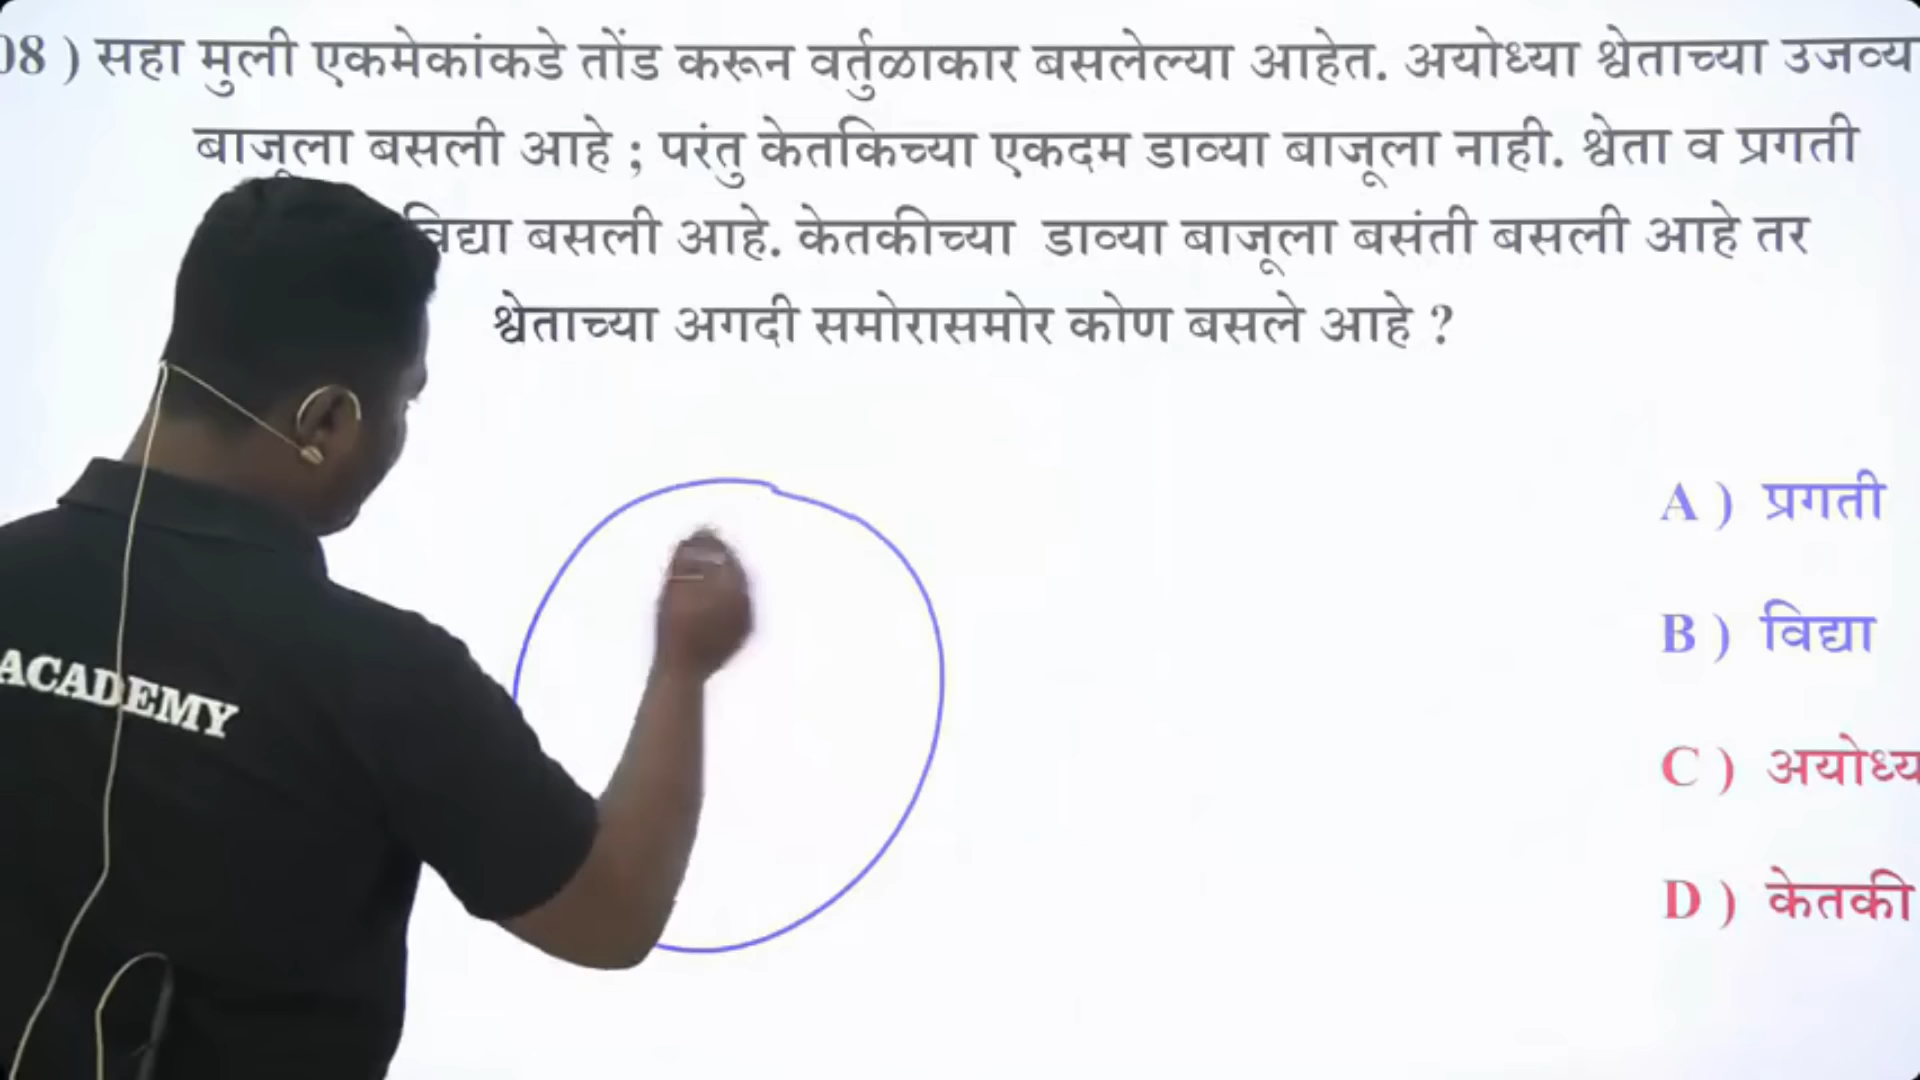 08 ) सहा मुली एकमेकांकडे तोंड करून वर्तुळाकार बसलेल्या आहेत. अयोध्या श्वेताच्या उजव्य
बाजूला बसली आहे ; परंतु केतकिच्या एकदम डाव्या बाजूला नाही. श्वेता व प्रगती
विद्या बसली आहे. केतकीच्या डाव्या बाजूला बसंती बसली आहे तर
श्वेताच्या अगदी समोरासमोर कोण बसले आहे ?
A ) प्रगती
B ) विद्या
C ) अयोध्य
D ) केतकी
ACADEMY